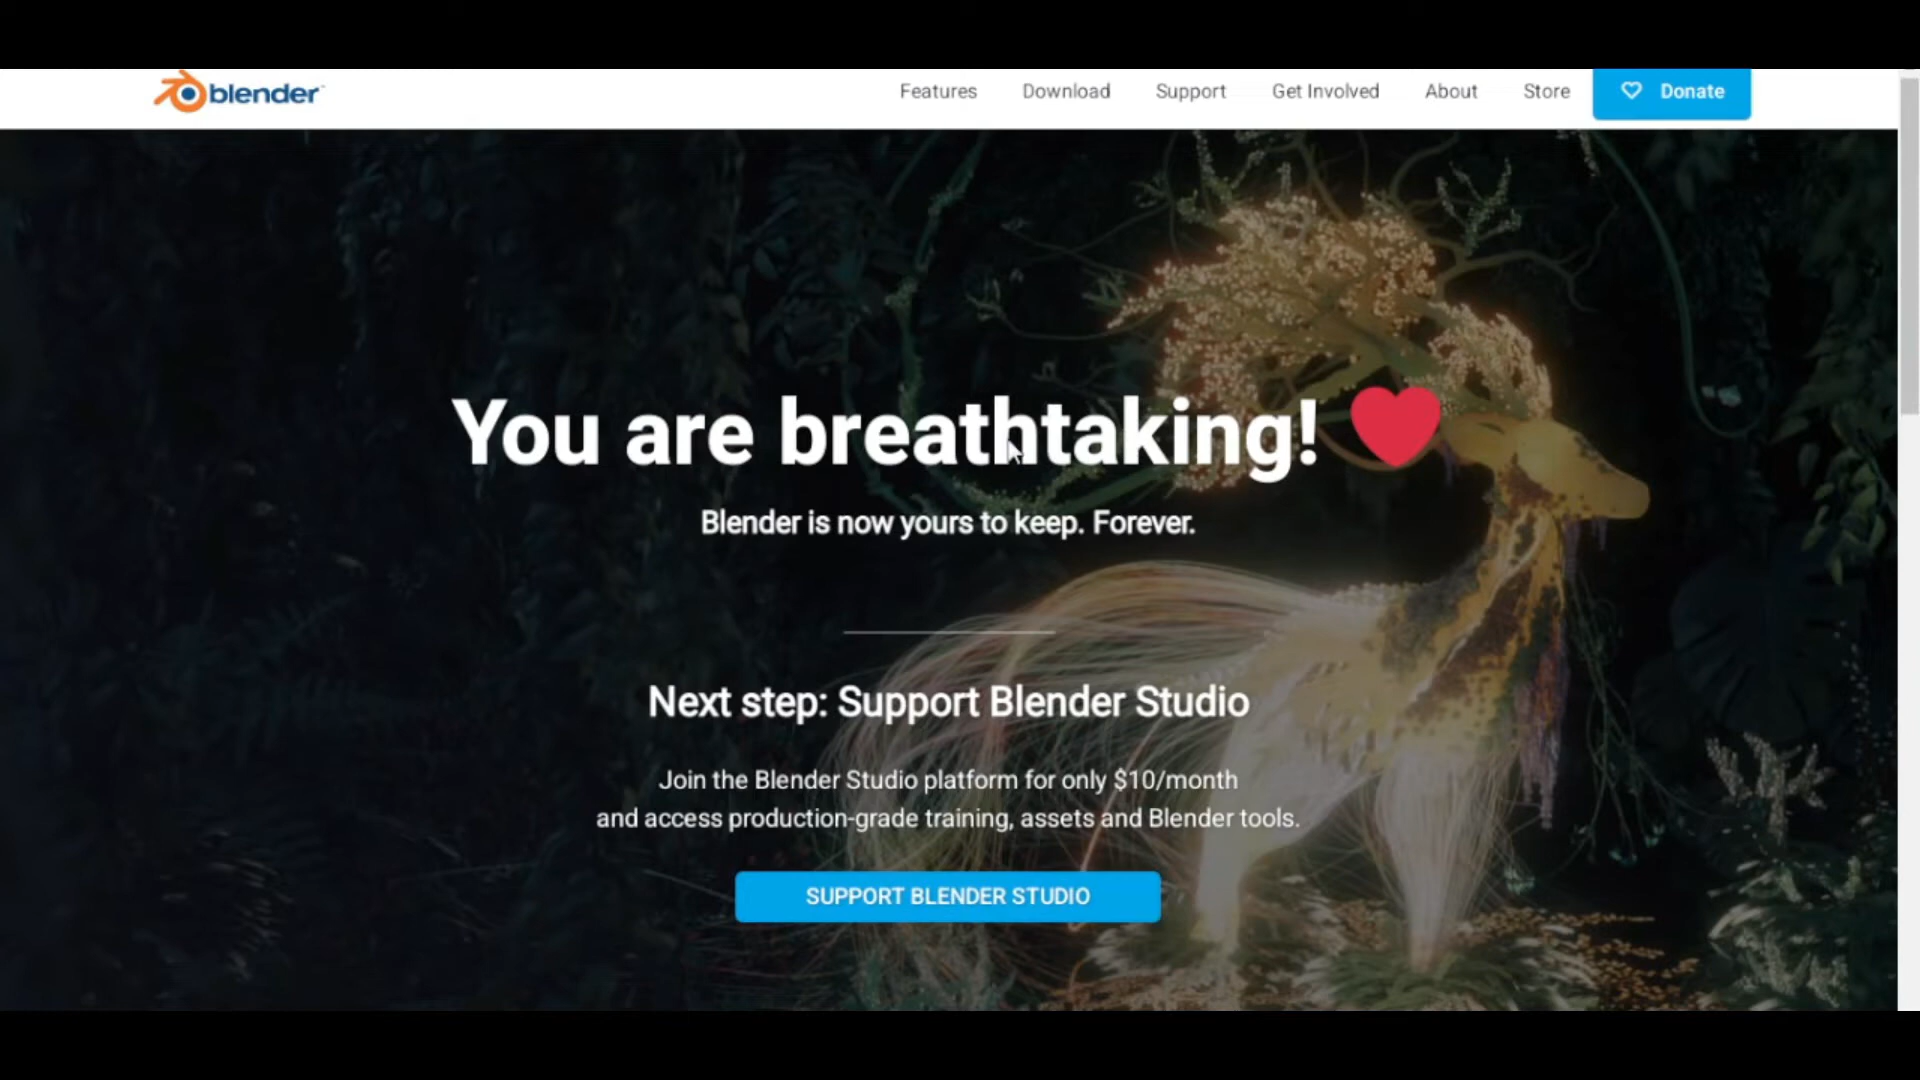 blender
Features Download Support Get Involved About Store Donate
You are breathtaking!
Blender is now yours to keep. Forever.
Next step: Support Blender Studio
Join the Blender Studio platform for only $10/month
and access production-grade training, assets and Blender tools.
SUPPORT BLENDER STUDIO